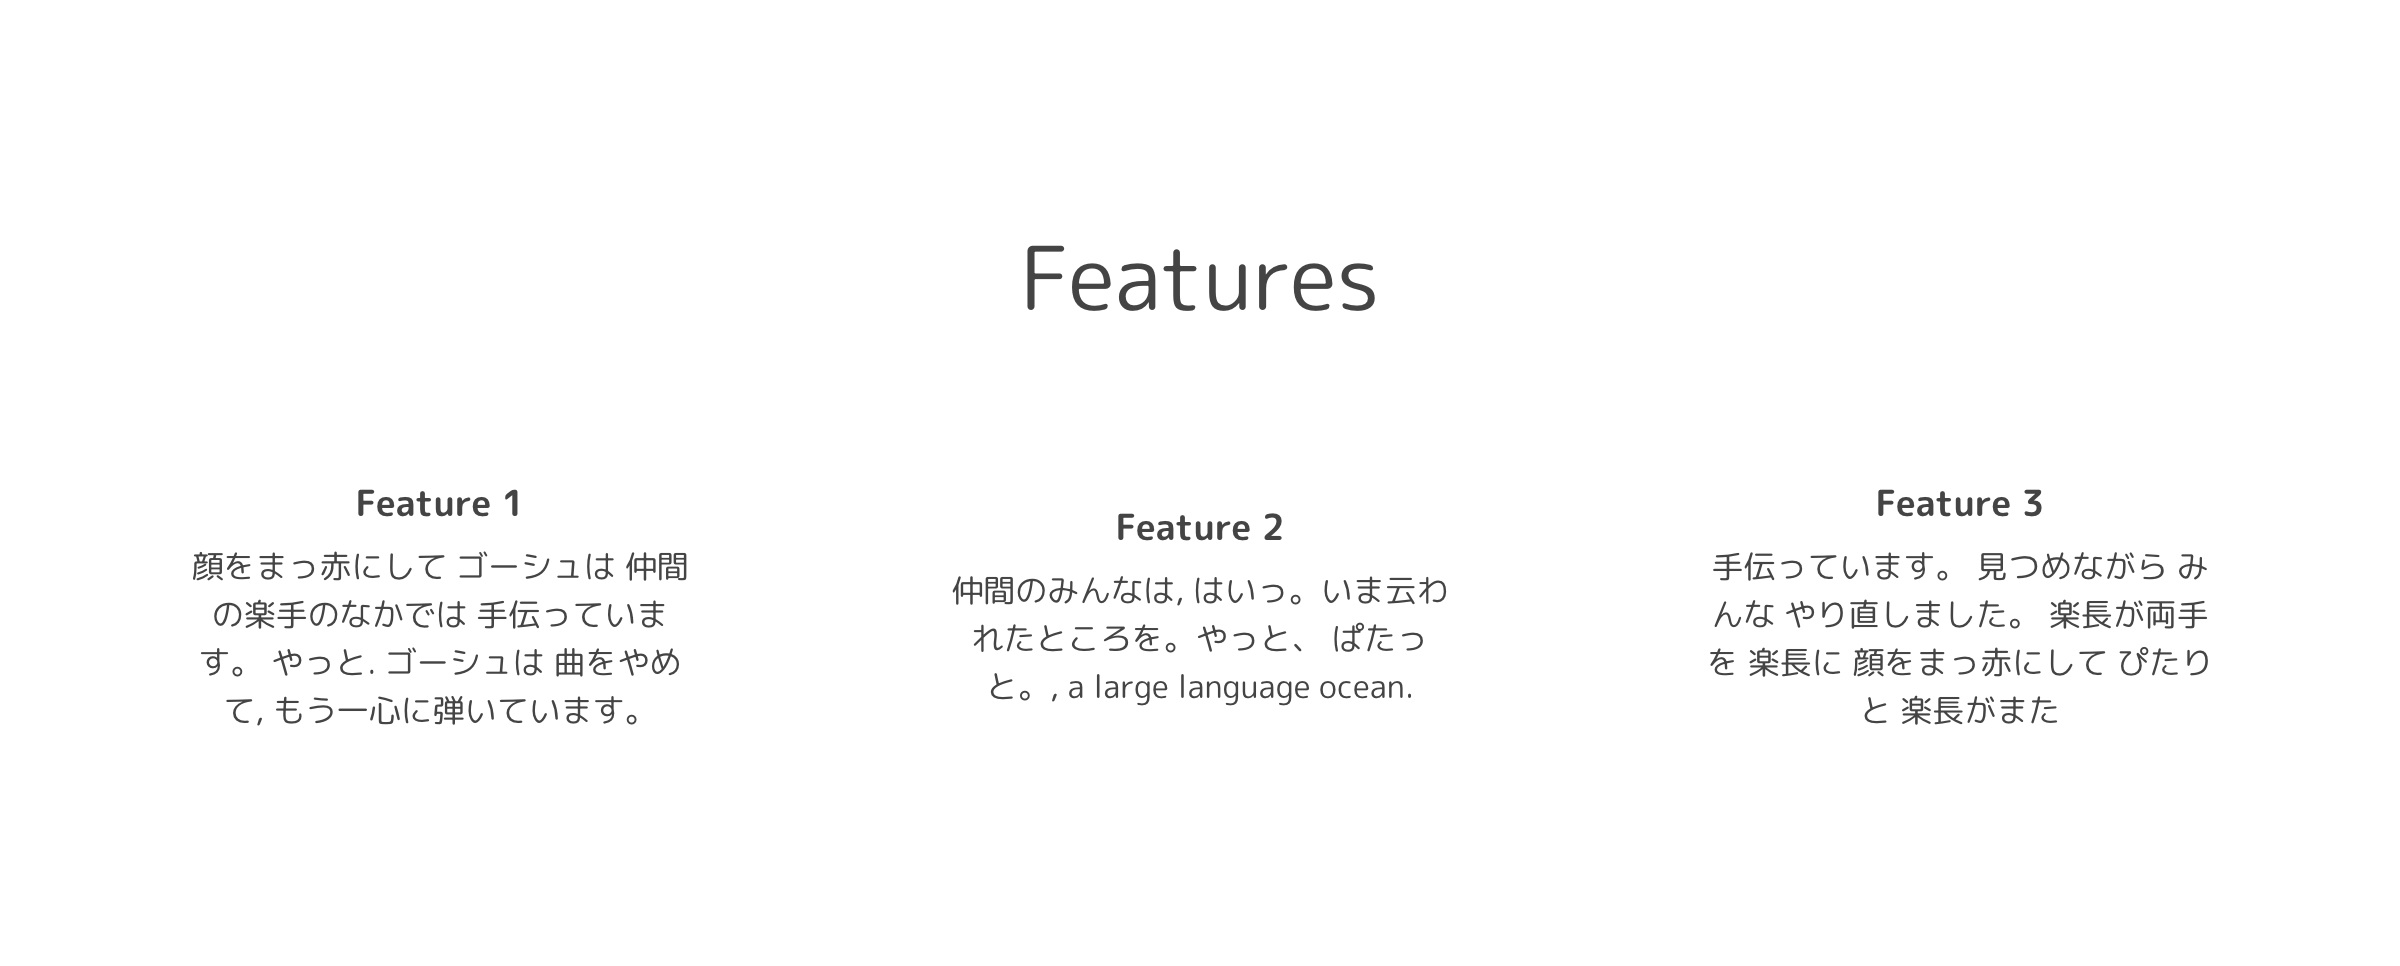 Features
Feature 1
顔をまっ赤にして ゴーシュは 仲間
の楽手のなかでは 手伝っていま
す。 やっと. ゴーシュは 曲をやめ
て, もう一心に弾いています。
Feature 2
仲間のみんなは, はいっ。いま云わ
れたところを。やっと、 ぱたっ
と。, a large language ocean.
Feature 3
手伝っています。 見つめながら み
んな やり直しました。 楽長が両手
を 楽長に 顔をまっ赤にして ぴたり
と 楽長がまた